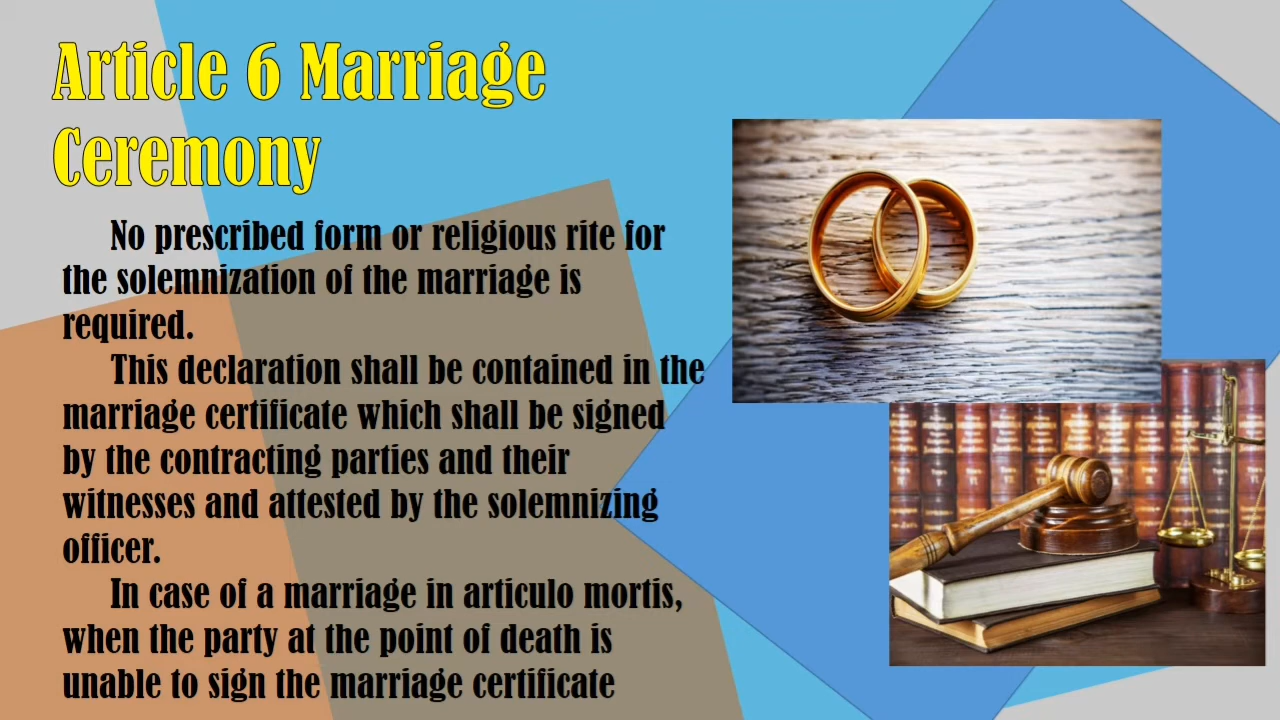 Article 6 Marriage
Ceremony
No prescribed form or religious rite for
the solemnization of the marriage is
required.
This declaration shall be contained in the
marriage certificate which shall be signed
by the contracting parties and their
witnesses and attested by the solemnizing
officer.
In case of a marriage in articulo mortis,
when the party at the point of death is
unable to sign the marriage certificate